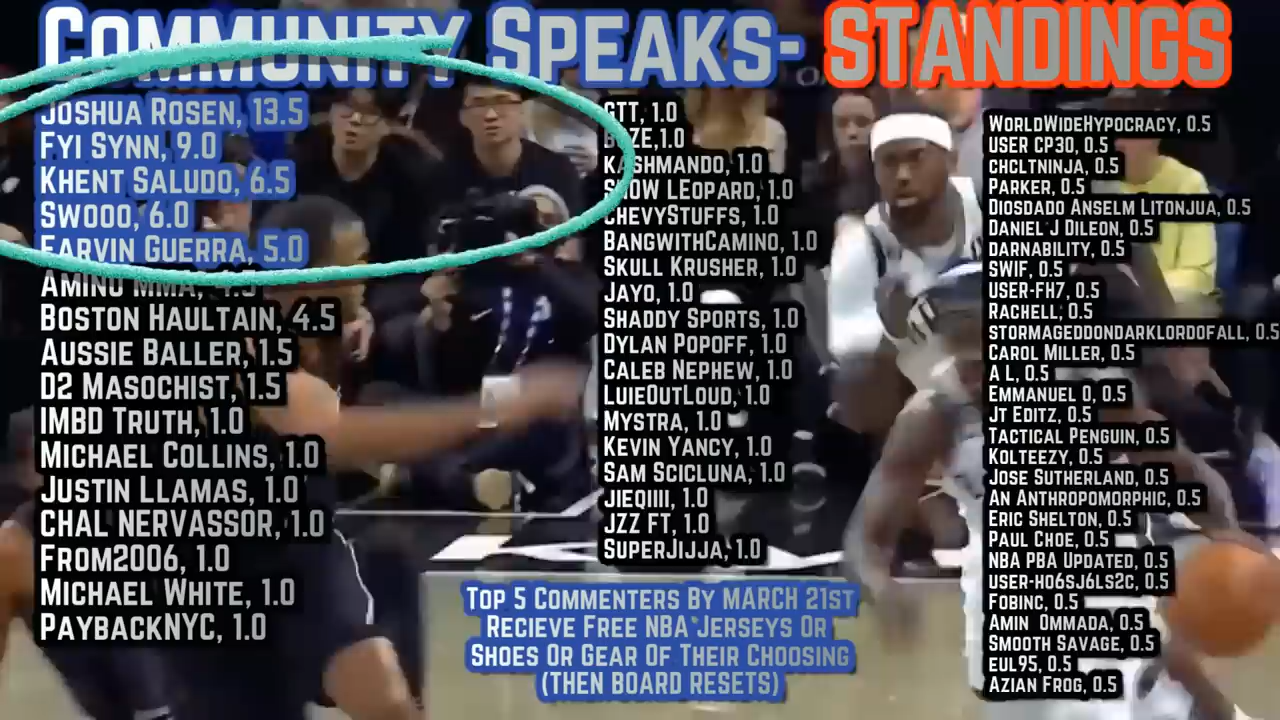 Community Speaks- STANDINGS
Joshua Rosen, 13.5
Fyi Synn, 9.0
Khent Saludo, 6.5
Swooo, 6.0
Earvin Guerra, 5.0
Amino MMA,
Boston Haultain, 4.5
Aussie Baller, 1.5
D2 Masochist, 1.5
IMBD Truth, 1.0
Michael Collins, 1.0
Justin Llamas, 1.0
CHAL NERVASSOR, 1.0
From2006, 1.0
Michael White, 1.0
PaybackNYC, 1.0
GTT, 1.0
1.0
Kashmando, 1.0
Snow LEopard, 1.0
ChevyStuffs, 1.0
BangwithCamino, 1.0
Skull Krusher, 1.0
Jayo, 1.0
Shaddy Sports, 1.0
Dylan Popoff, 1.0
Caleb Nephew, 1.0
LuieOutLoud, 1.0
Mystra, 1.0
Kevin Yancy, 1.0
Sam Scicluna, 1.0
Jieqiiii, 1.0
JZZ FT, 1.0
SuperJijja, 1.0
Top 5 Commenters By MARCH 21st
Recieve Free NBA Jerseys Or
Shoes Or Gear Of Their Choosing
(THEN BOARD RESETS)
WorldWideHypocracy, 0.5
USER CP30, 0.5
CHCLTNINJA, 0.5
Parker, 0.5
Diosdado Anselm Litonjua, 0.5
Daniel J Dileon, 0.5
DARNABILITY, 0.5
SWIF, 0.5
USER-FH7, 0.5
Rachell, 0.5
STORMAGEDDONDARKLORDOFALL, 0.5
Carol Miller, 0.5
A L, 0.5
Emmanuel O, 0.5
Jt Editz, 0.5
Tactical Penguin, 0.5
Kolteezy, 0.5
Jose Sutherland, 0.5
An Anthropomorphic, 0.5
Eric Shelton, 0.5
Paul Choe, 0.5
NBA PBA Updated, 0.5
user-ho6sj6ls2c, 0.5
Fobinc, 0.5
Amin Ommada, 0.5
Smooth Savage, 0.5
eul95, 0.5
Azian Frog, 0.5